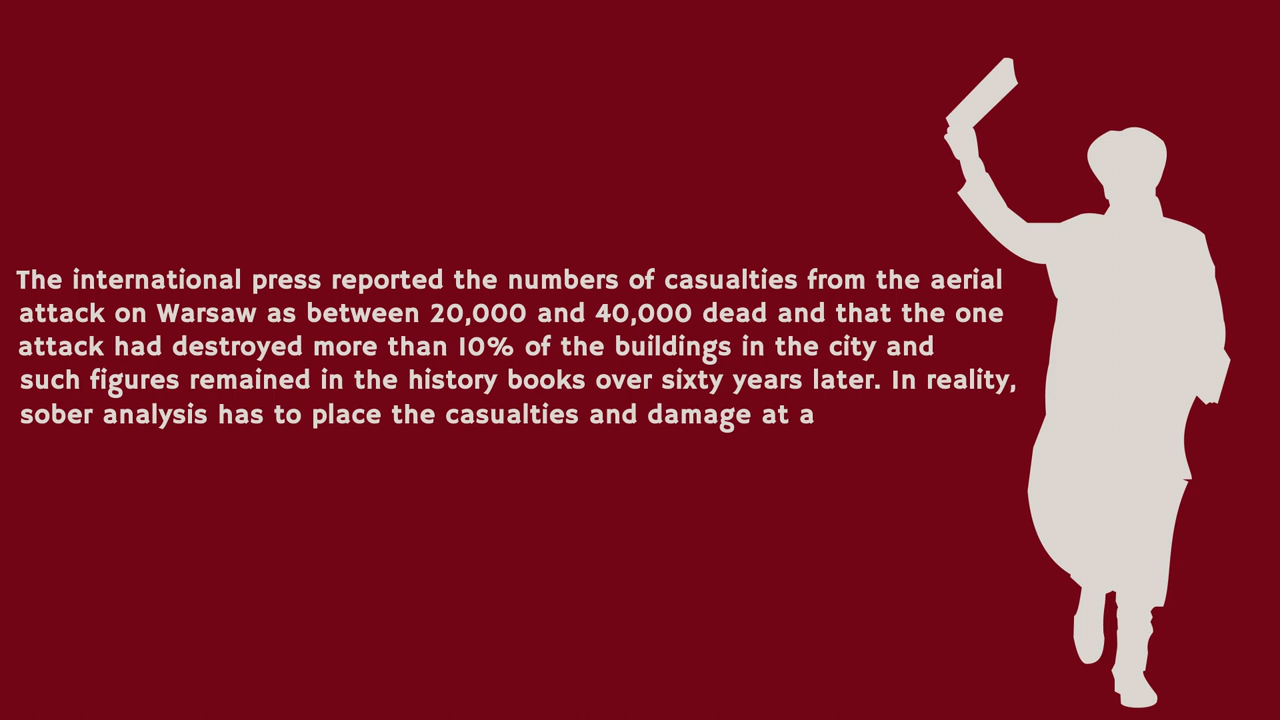 The international press reported the numbers of casualties from the aerial
attack on Warsaw as between 20,000 and 40,000 dead and that the one
attack had destroyed more than 10% of the buildings in the city and
such figures remained in the history books over sixty years later. In reality,
sober analysis has to place the casualties and damage at a